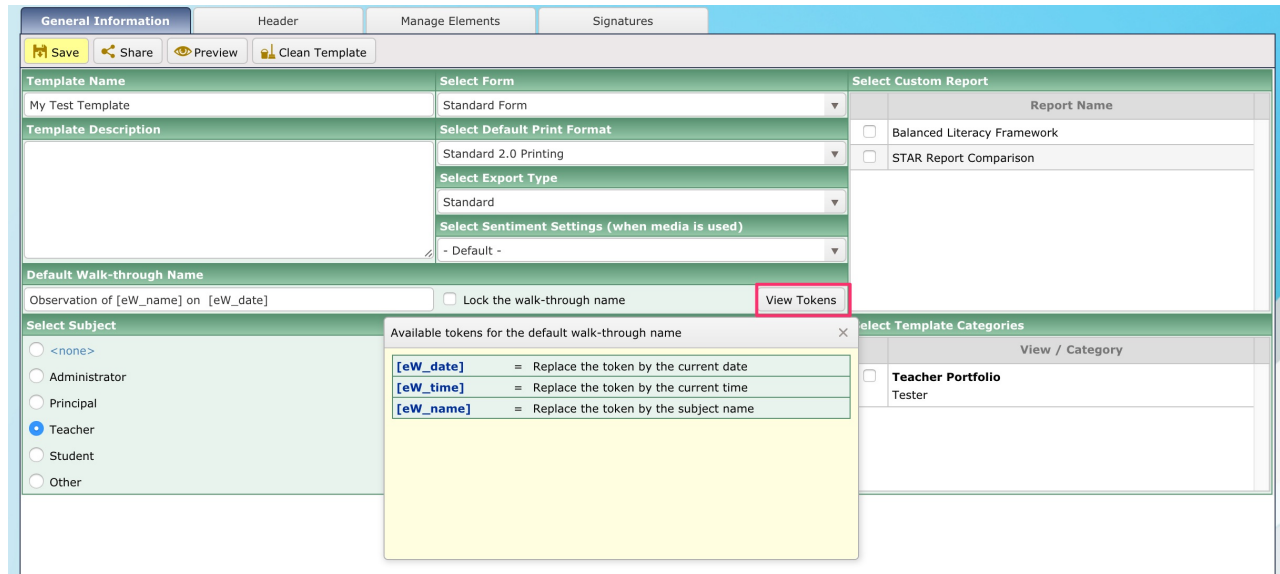 General Information
Header
Manage Elements
Signatures
Save
Share
Preview
Clean Template
Template Name
My Test Template
Template Description
Select Form
Standard Form
Select Default Print Format
Standard 2.0 Printing
Select Export Type
Standard
Select Sentiment Settings (when media is used)
- Default -
Select Custom Report
Report Name
Balanced Literacy Framework
STAR Report Comparison
Default Walk-through Name
Observation of [eW_name] on [eW_date]
Lock the walk-through name
View Tokens
Select Subject
<none>
Administrator
Principal
Teacher
Student
Other
Available tokens for the default walk-through name
[eW_date] = Replace the token by the current date
[eW_time] = Replace the token by the current time
[eW_name] = Replace the token by the subject name
elect Template Categories
View / Category
Teacher Portfolio
Tester